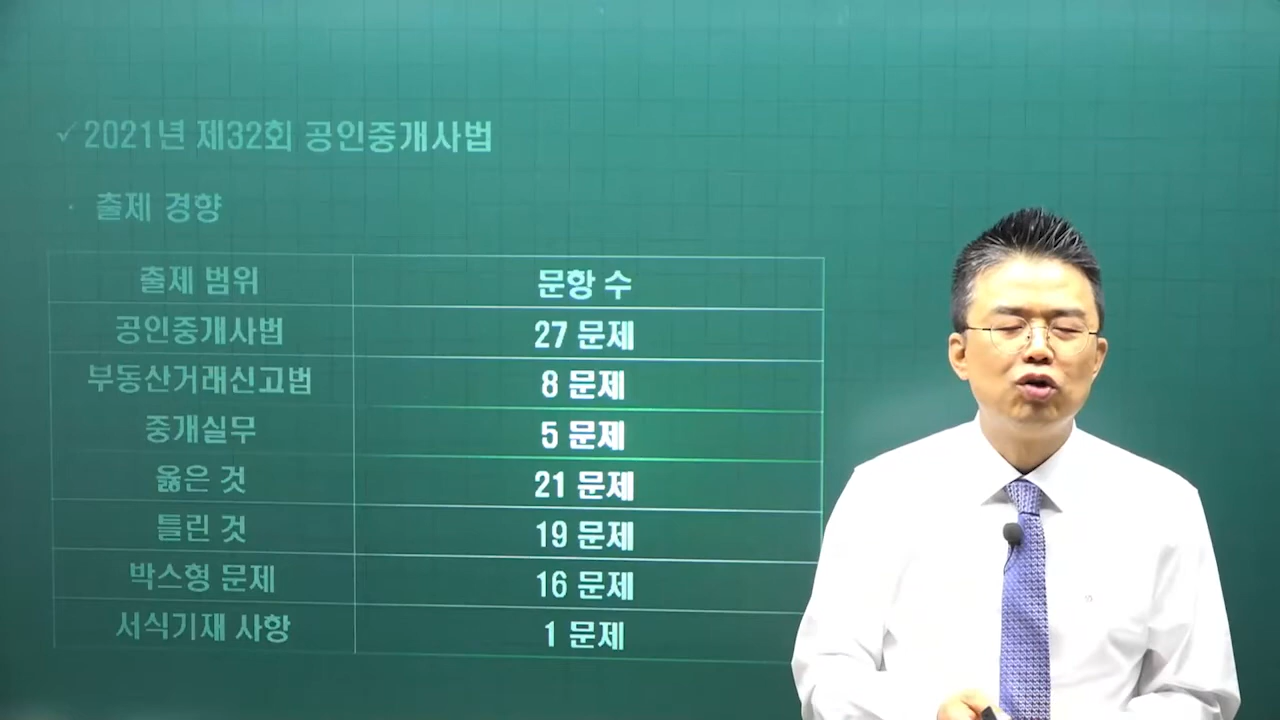 ✓2021년 제32회 공인중개사법
· 출제 경향
출제 범위 문항 수
공인중개사법 27 문제
부동산거래신고법 8 문제
중개실무 5 문제
옳은 것 21 문제
틀린 것 19 문제
박스형 문제 16 문제
서식기재 사항 1 문제